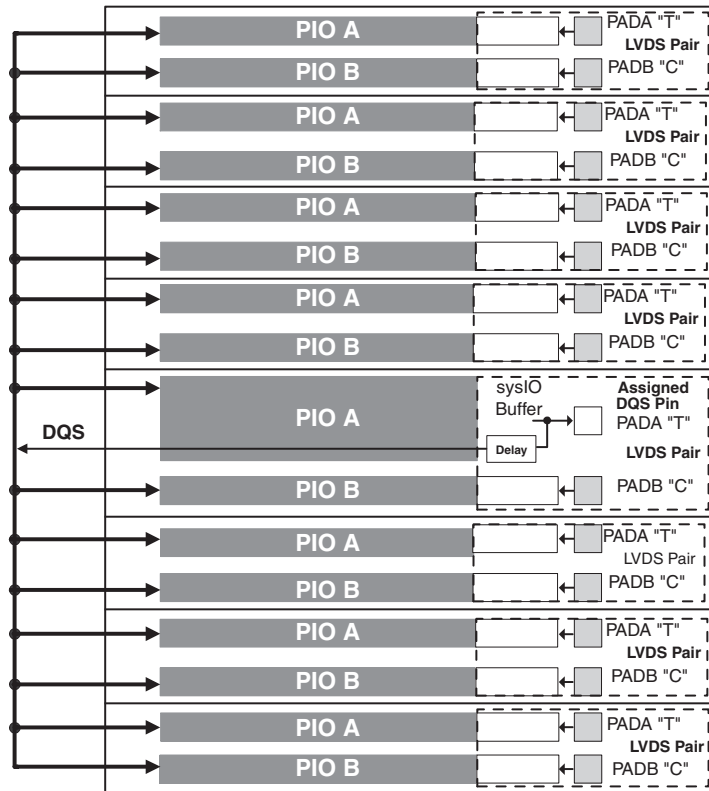 PIO A
PADA "T"
LVDS Pair
PIO B
PADB "C"
PIO A
PADA "T"
LVDS Pair
PIO B
PADB "C"
PIO A
PADA "T"
LVDS Pair
PIO B
PADB "C"
PIO A
PADA "T"
LVDS Pair
PIO B
PADB "C"
PIO A
sysIO
Buffer
Delay
Assigned
DQS Pin
PADA "T"
LVDS Pair
DQS
PIO B
PADB "C"
PIO A
PADA "T"
LVDS Pair
PIO B
PADB "C"
PIO A
PADA "T"
LVDS Pair
PIO B
PADB "C"
PIO A
PADA "T"
LVDS Pair
PIO B
PADB "C"